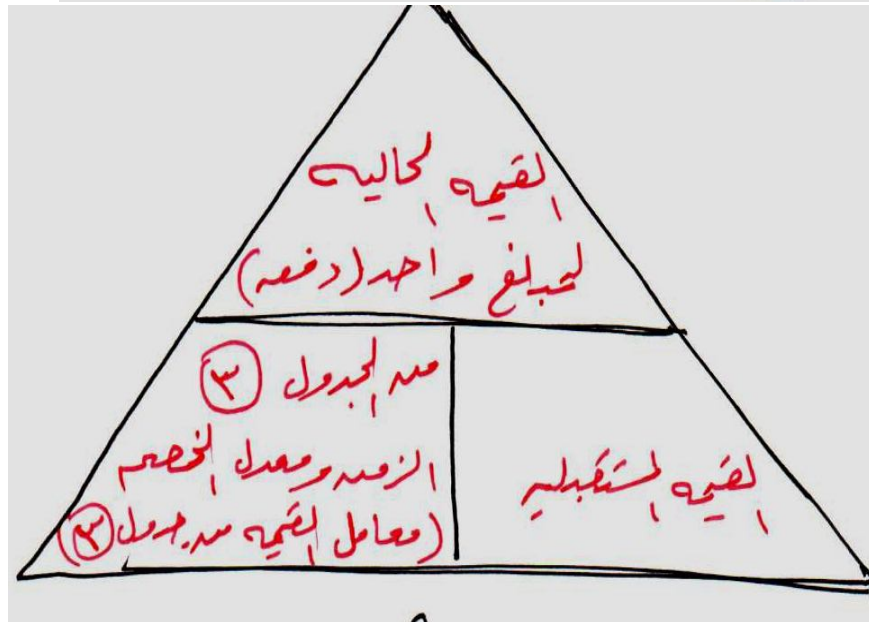 القيمه الحاليه
لمبلغ واحد (دفعه)
من الجدول ٣
الزمن ومعدل الخصم
(معامل القيمه من جدول ٣)
القيمه المستقبليه